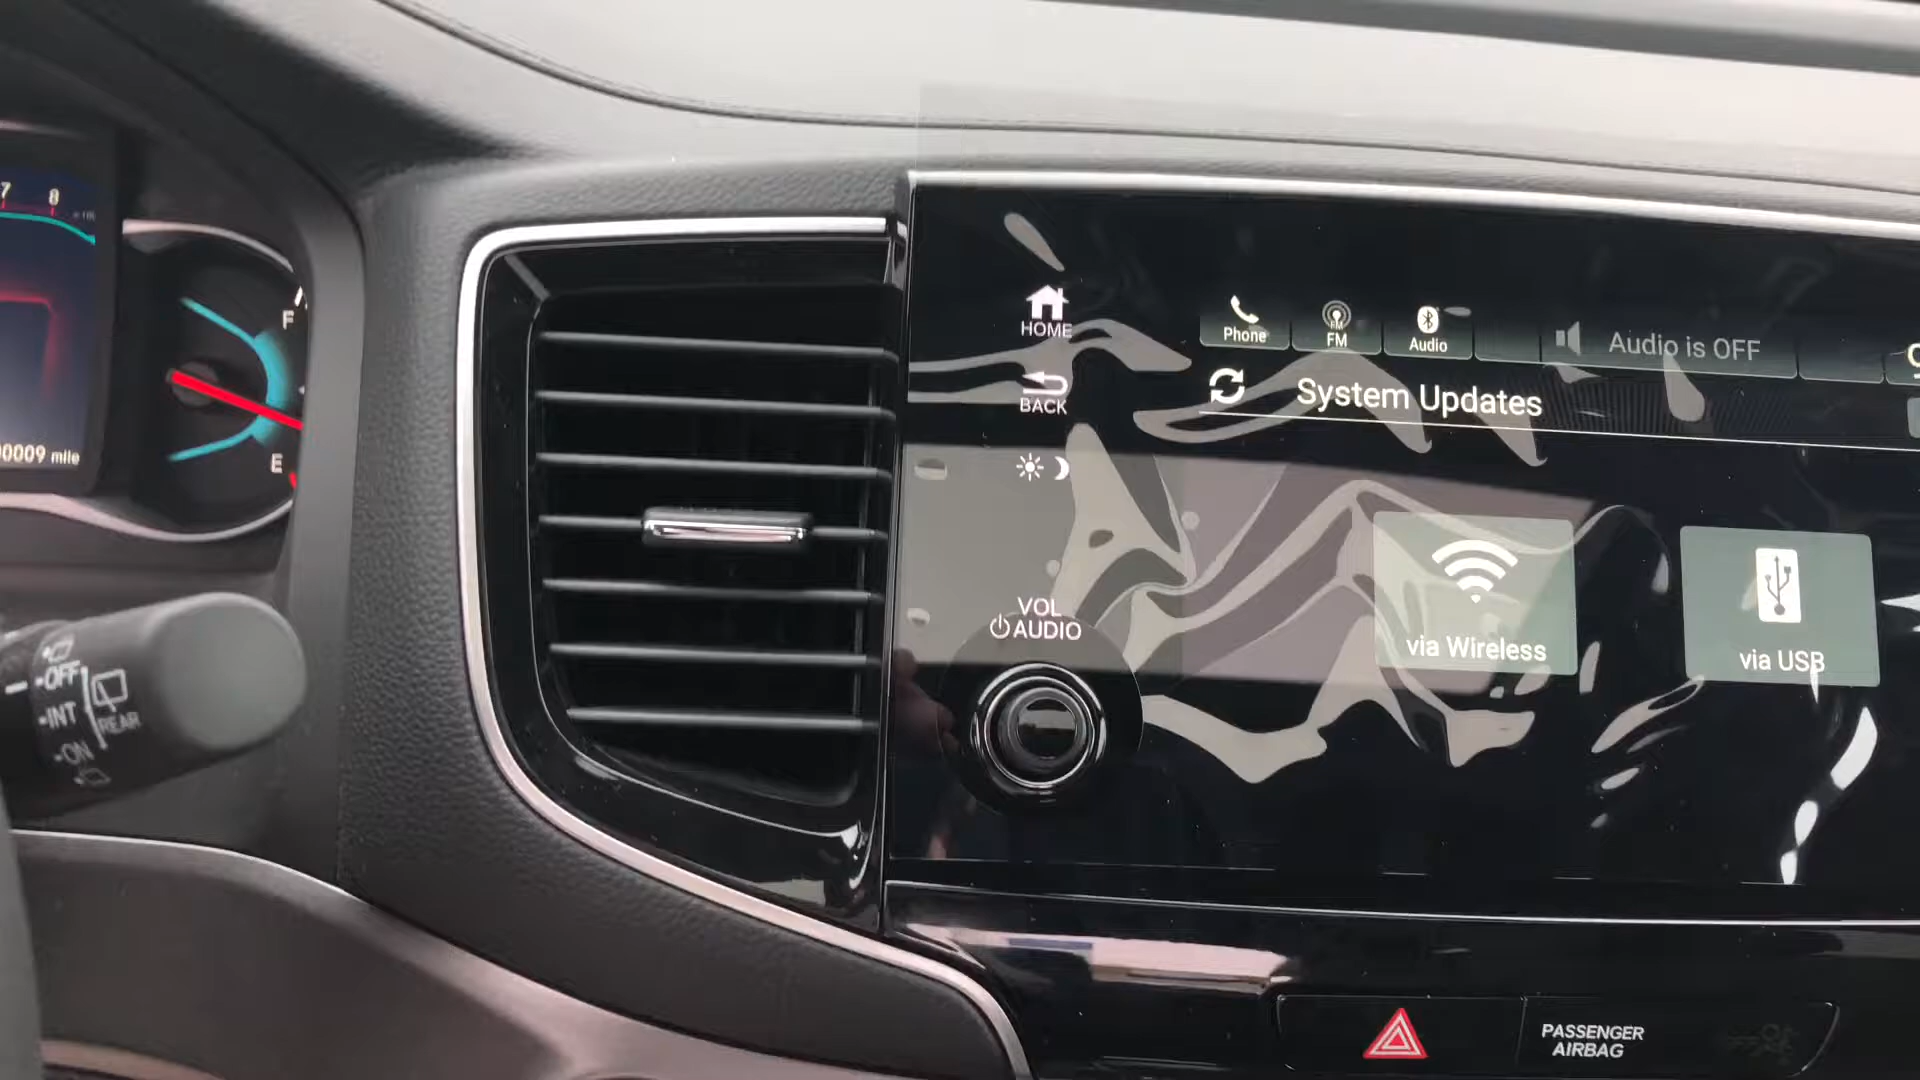 7 8
F
E
0009 mile
OFF
INT
ON
REAR
HOME
BACK
VOL
AUDIO
Phone
FM
Audio
Audio is OFF
System Updates
via Wireless
via USB
PASSENGER
AIRBAG